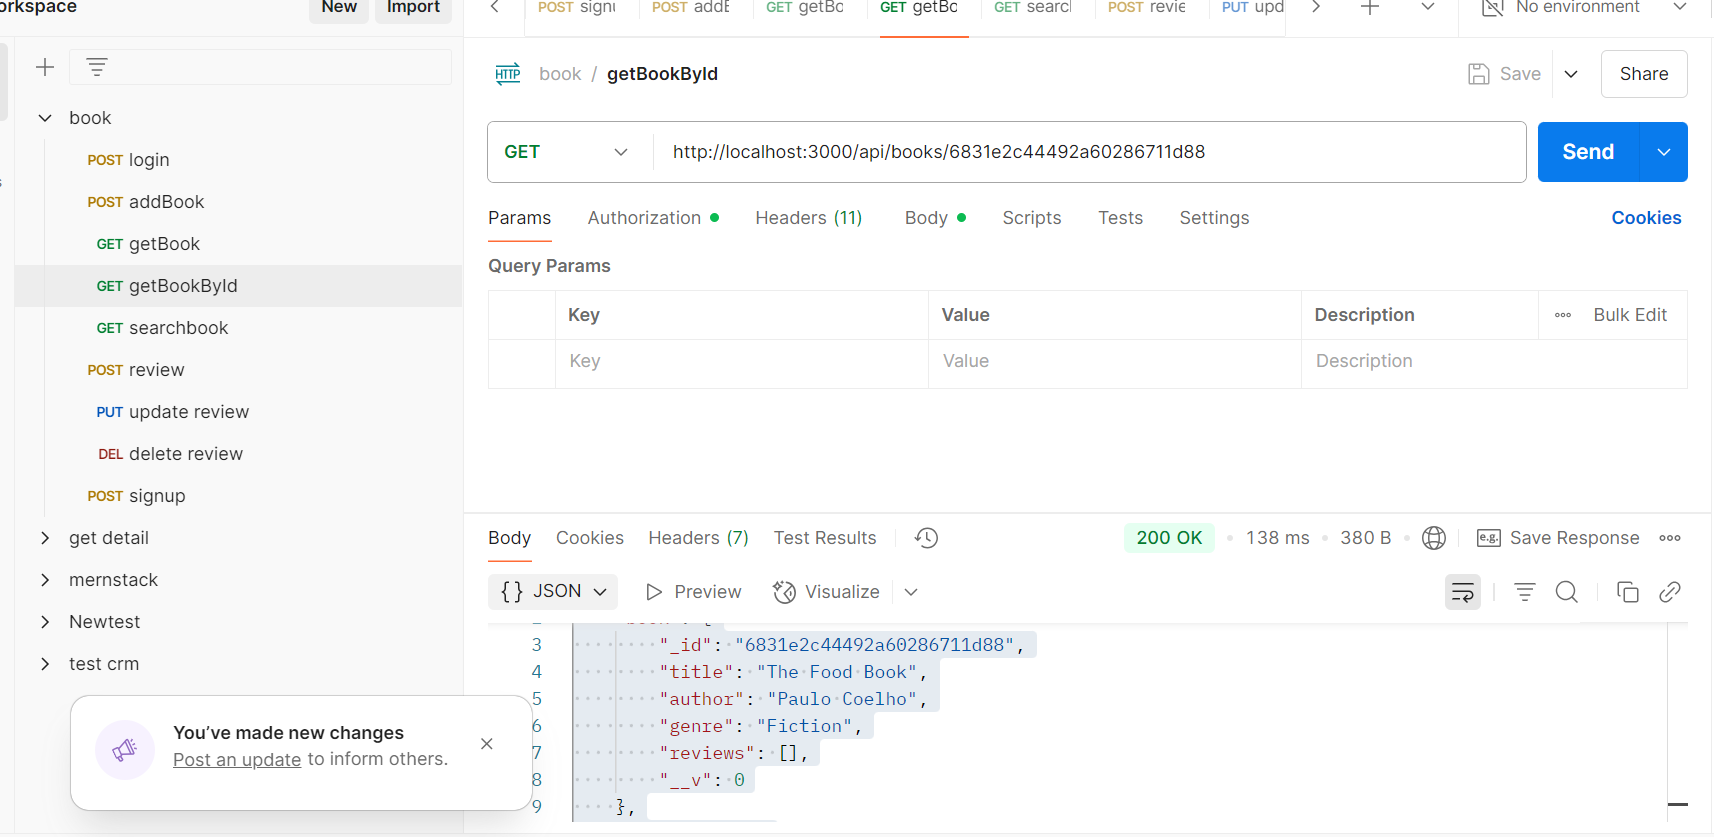 orkspace
New
Import
POST signu
POST addE
GET getBo
GET getBo
GET searcl
POST revie
PUT upd
No environment
book / getBookById
Save
Share
GET
http://localhost:3000/api/books/6831e2c44492a60286711d88
Send
Params
Authorization
Headers (11)
Body
Scripts
Tests
Settings
Cookies
Query Params
Key
Value
Description
Bulk Edit
Key
Value
Description
book
POST login
POST addBook
GET getBook
GET getBookById
GET searchbook
POST review
PUT update review
DEL delete review
POST signup
get detail
mernstack
Newtest
test crm
You've made new changes
Post an update to inform others.
Body
Cookies
Headers (7)
Test Results
200 OK
138 ms
380 B
e.g.
Save Response
{} JSON
Preview
Visualize
3 "_id": "6831e2c44492a60286711d88",
4 "title": "The Food Book",
5 "author": "Paulo Coelho",
6 "genre": "Fiction",
7 "reviews": [],
8 "__v": 0
9 },